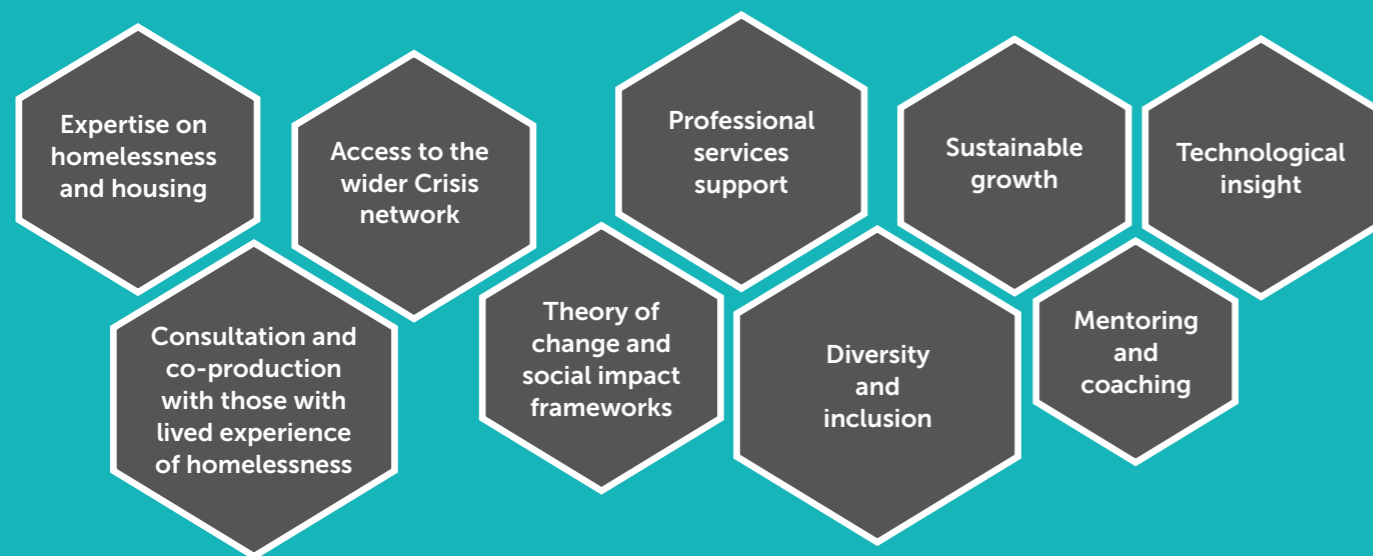 Expertise on
homelessness
and housing
Access to the
wider Crisis
network
Professional
services
support
Sustainable
growth
Technological
insight
Consultation and
co-production
with those with
lived experience
of homelessness
Theory of
change and
social impact
frameworks
Diversity
and
inclusion
Mentoring
and
coaching